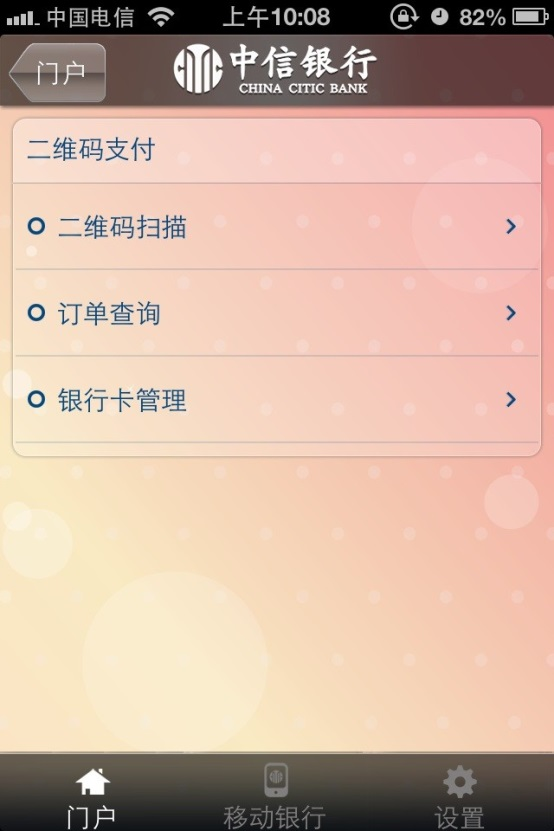 中国电信 上午10:08 82%
门户 中信银行
CHINA CITIC BANK
二维码支付
二维码扫描
订单查询
银行卡管理
门户 移动银行 设置